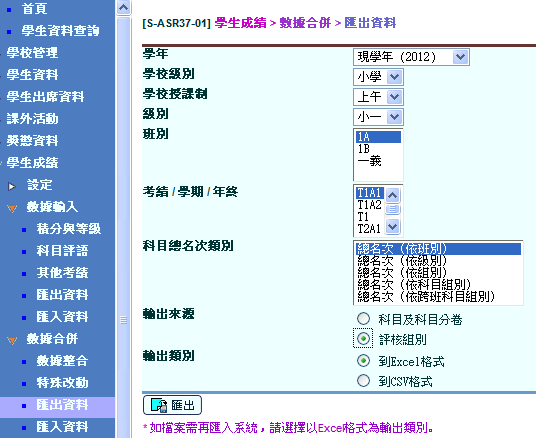 首頁
學生資料查詢
學校管理
學生資料
學生出席資料
課外活動
獎懲資料
學生成績
設定
數據輸入
積分與等級
科目評語
其他考績
匯出資料
匯入資料
數據合併
數據整合
特殊改動
匯出資料
匯入資料
[S-ASR37-01] 學生成績 > 數據合併 > 匯出資料
學年 現學年 (2012)
學校級別 小學
學校授課制 上午
級別 小一
班別 1A
1B
一義
考績 / 學期 / 年終 T1A1
T1A2
T1
T2A1
科目總名次類別 總名次 (依班別)
總名次 (依級別)
總名次 (依組別)
總名次 (依科目組別)
總名次 (依跨班科目組別)
輸出來源 科目及科目分卷
評核組別
輸出類別 到Excel格式
到CSV格式
匯出
*如檔案需再匯入系統，請選擇以Excel格式為輸出類別。